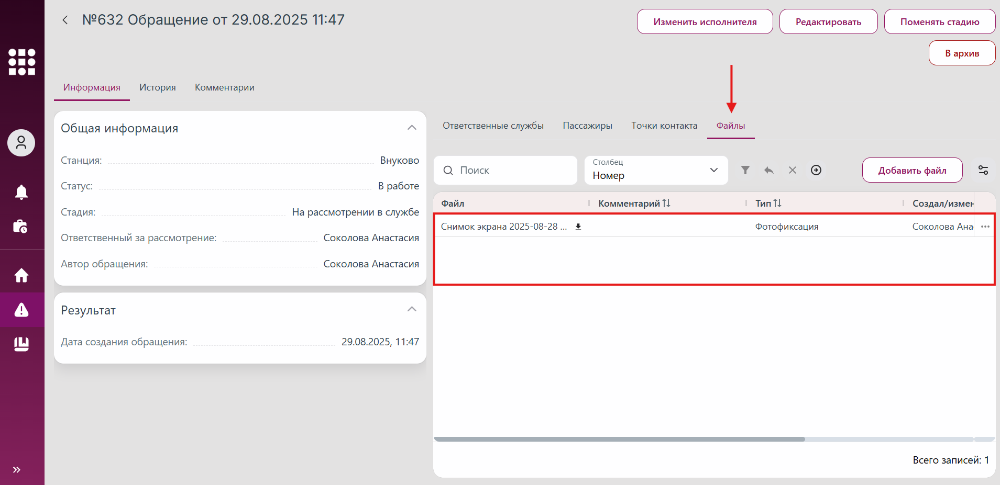 №632 Обращение от 29.08.2025 11:47
Изменить исполнителя
Редактировать
Поменять стадию
В архив
Информация
История
Комментарии
Общая информация
Станция: Внуково
Статус: В работе
Стадия: На рассмотрении в службе
Ответственный за рассмотрение: Соколова Анастасия
Автор обращения: Соколова Анастасия
Результат
Дата создания обращения: 29.08.2025, 11:47
Ответственные службы
Пассажиры
Точки контакта
Файлы
Поиск
Столбец
Номер
Добавить файл
Файл Комментарий Тип Создал/измен
Снимок экрана 2025-08-28 ... Фотофиксация Соколова Ана
Всего записей: 1